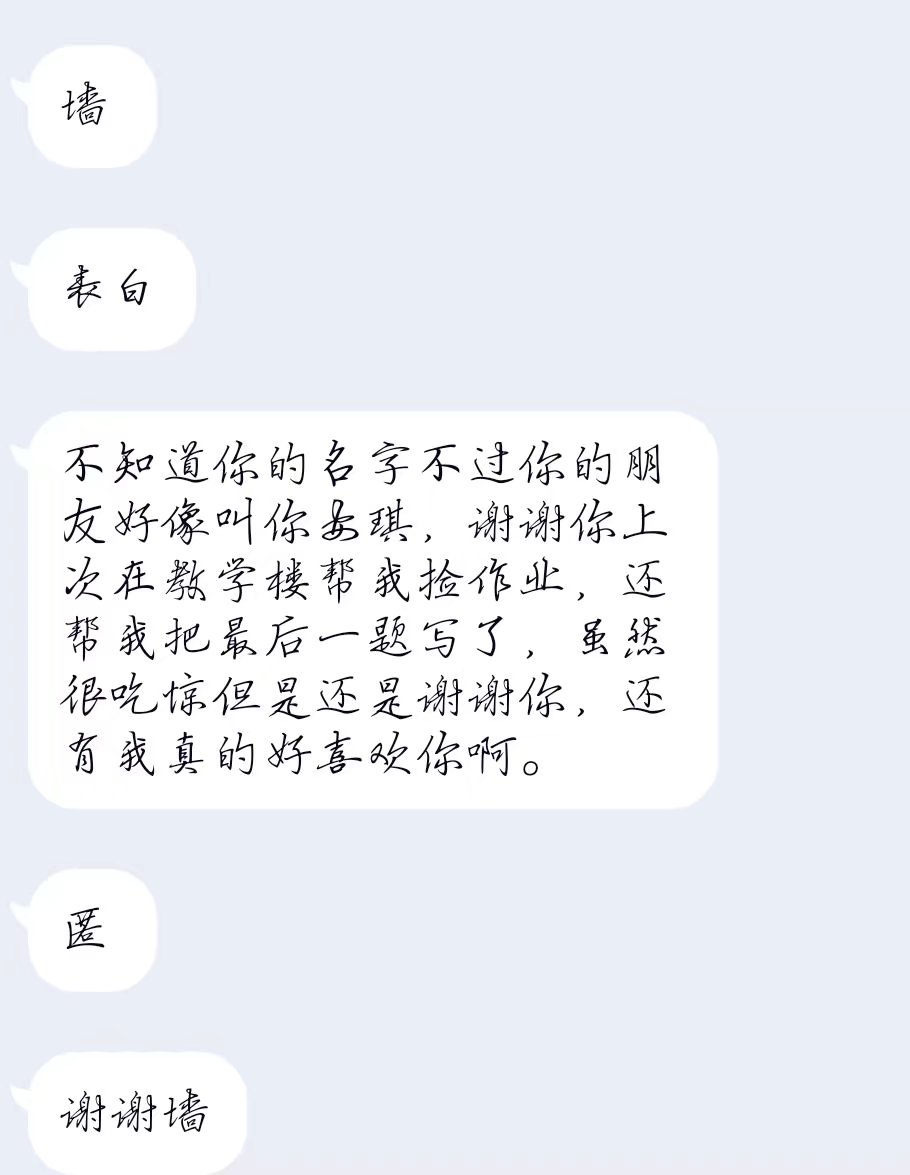 墙
表白
不知道你的名字不过你的朋
友好像叫你安琪，谢谢你上
次在教学楼帮我捡作业，还
帮我把最后一题写了，虽然
很吃惊但是还是谢谢你，还
有我真的好喜欢你啊。
匿
谢谢墙